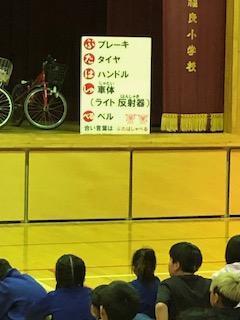 ぶ ブレーキ
た タイヤ
は ハンドル
しゃ 車体
しゃたい
(ライト 反射器)
はんしゃき
べる ベル
合い言葉は ぶたはしゃべる
良小学校